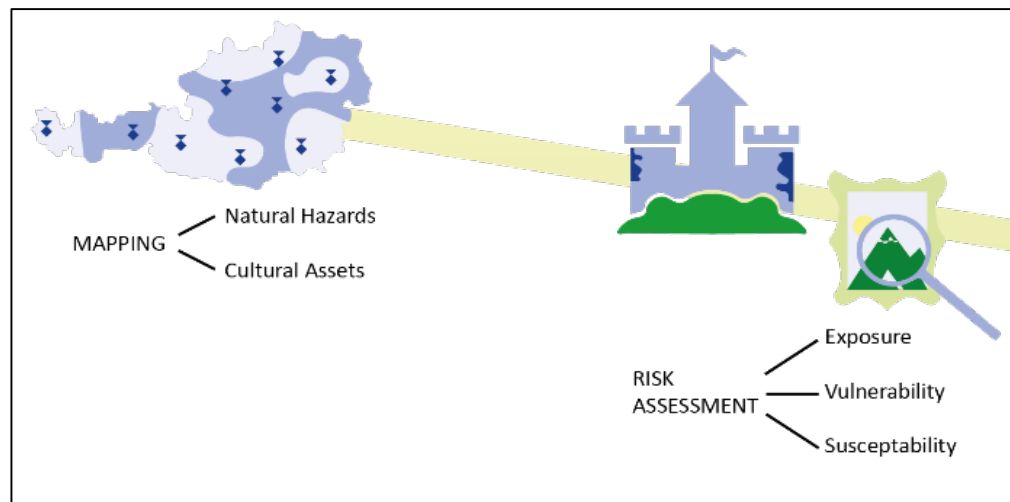 MAPPING
Natural Hazards
Cultural Assets
RISK
ASSESSMENT
Exposure
Vulnerability
Susceptability